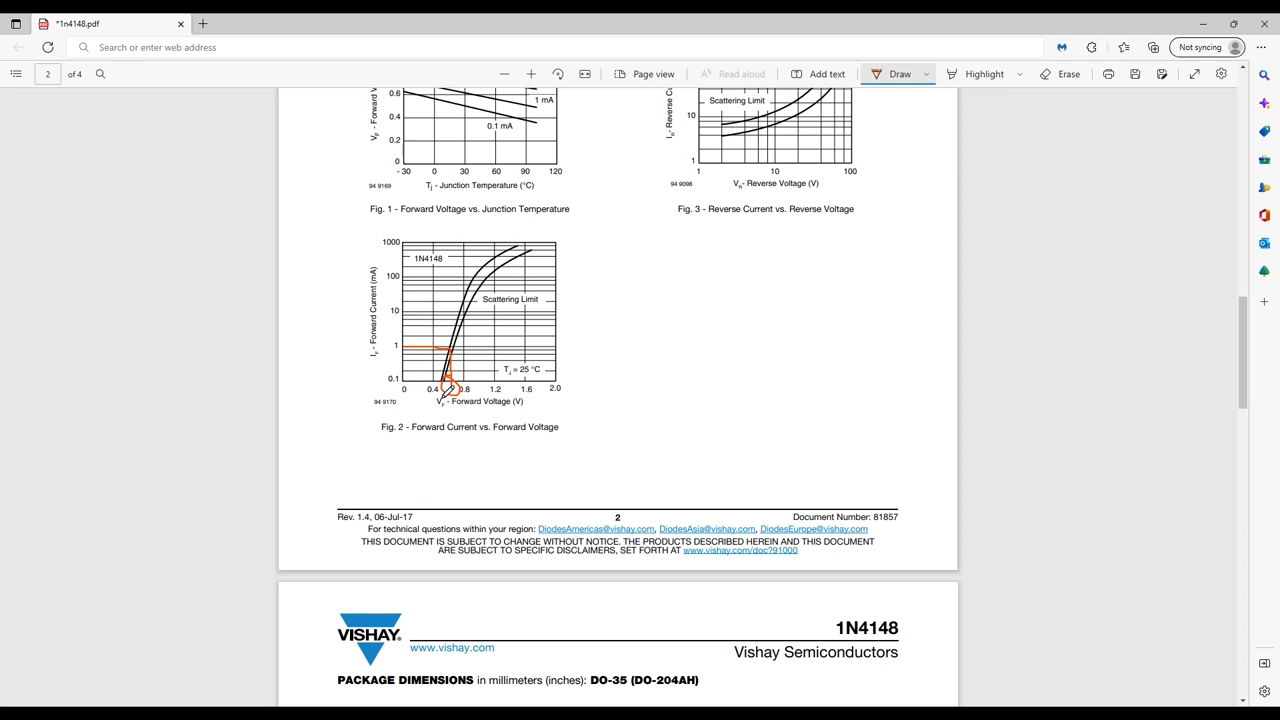 *1n4148.pdf
Search or enter web address
Not syncing
2 of 4
Page view
Read aloud
Add text
Draw
Highlight
Erase
0.6
0.4
0.2
0
1 mA
0.1 mA
- 30 0 30 60 90 120
94 9169
Tj - Junction Temperature (°C)
Fig. 1 - Forward Voltage vs. Junction Temperature
Scattering Limit
10
1
1 10 100
94 9098
VR - Reverse Voltage (V)
Fig. 3 - Reverse Current vs. Reverse Voltage
1000
100
10
1
0.1
IF - Forward Current (mA)
1N4148
Scattering Limit
TJ = 25 °C
0 0.4 0.8 1.2 1.6 2.0
94 9170
VF - Forward Voltage (V)
Fig. 2 - Forward Current vs. Forward Voltage
Rev. 1.4, 06-Jul-17 2 Document Number: 81857
For technical questions within your region: DiodesAmericas@vishay.com, DiodesAsia@vishay.com, DiodesEurope@vishay.com
THIS DOCUMENT IS SUBJECT TO CHANGE WITHOUT NOTICE. THE PRODUCTS DESCRIBED HEREIN AND THIS DOCUMENT
ARE SUBJECT TO SPECIFIC DISCLAIMERS, SET FORTH AT www.vishay.com/doc?91000
VISHAY
www.vishay.com
1N4148
Vishay Semiconductors
PACKAGE DIMENSIONS in millimeters (inches): DO-35 (DO-204AH)